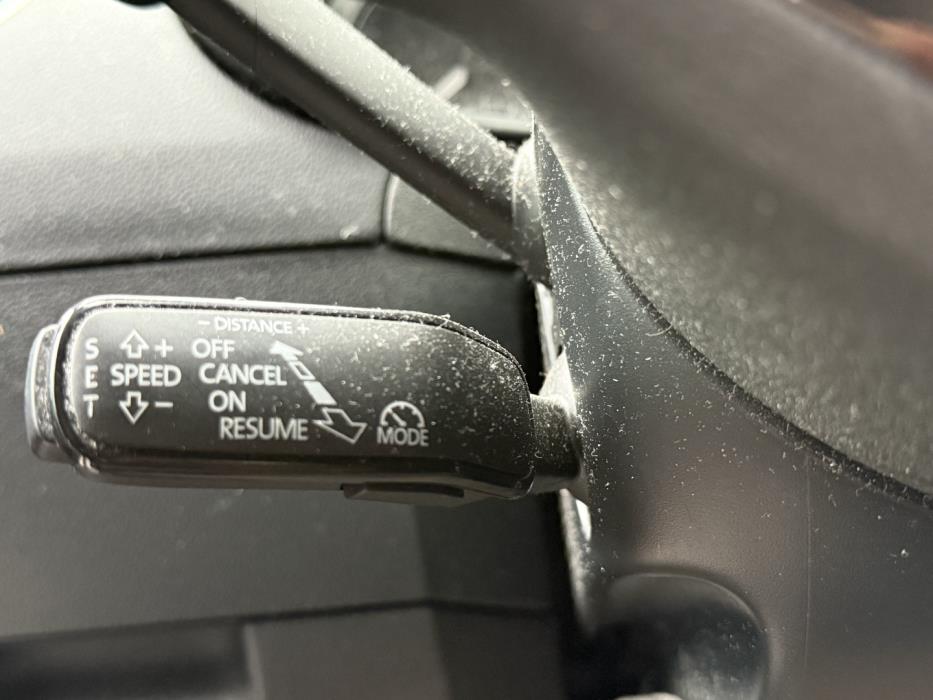 - DISTANCE +
S
E
T
+
SPEED
-
OFF
CANCEL
ON
RESUME
MODE